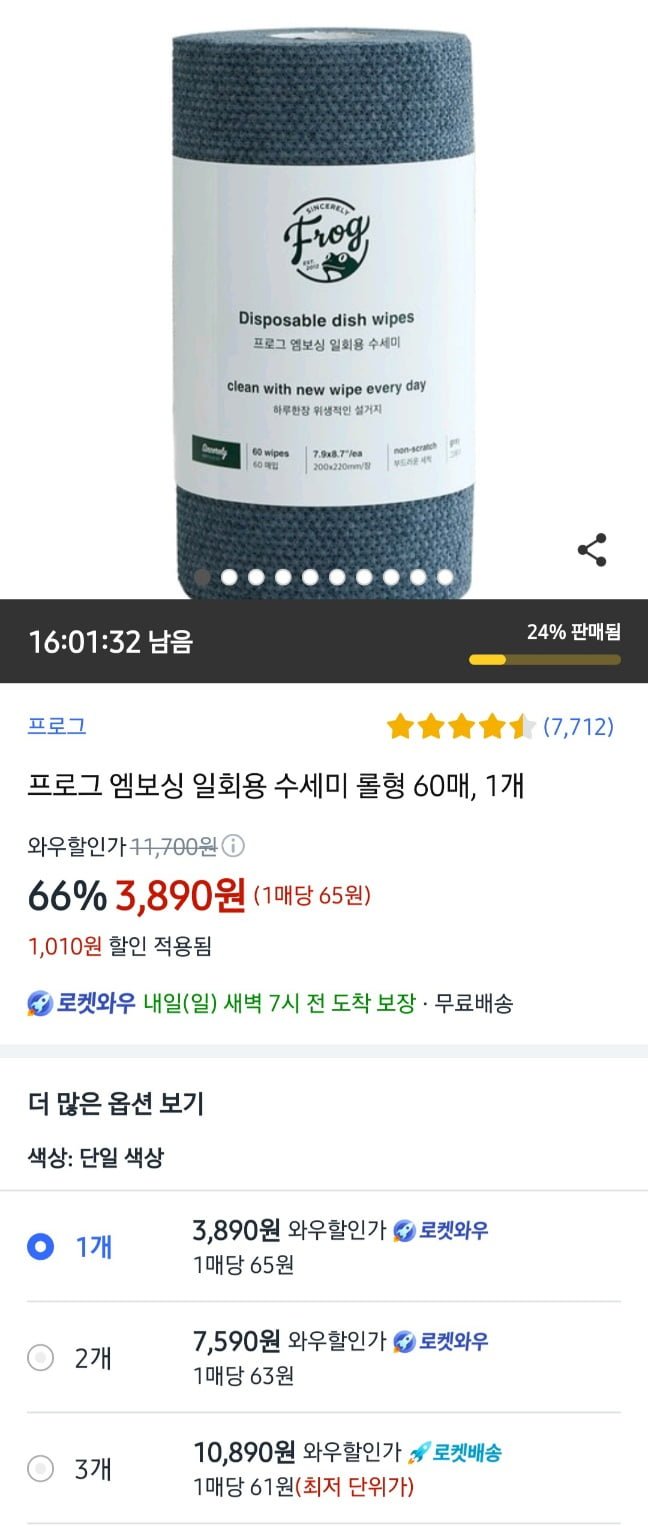 SINCERELY
Frog
EST. 2012
Disposable dish wipes
프로그 엠보싱 일회용 수세미
clean with new wipe every day
하루한장 위생적인 설거지
Sincerely
60 wipes
60 매입
7.9x8.7"/ea
200x220mm/장
non-scratch
부드러운 세척
16:01:32 남음
24% 판매됨
프로그
(7,712)
프로그 엠보싱 일회용 수세미 롤형 60매, 1개
와우할인가 11,700원
66% 3,890원 (1매당 65원)
1,010원 할인 적용됨
로켓와우 내일(일) 새벽 7시 전 도착 보장 · 무료배송
더 많은 옵션 보기
색상: 단일 색상
1개
3,890원 와우할인가 로켓와우
1매당 65원
2개
7,590원 와우할인가 로켓와우
1매당 63원
3개
10,890원 와우할인가 로켓배송
1매당 61원(최저 단위가)